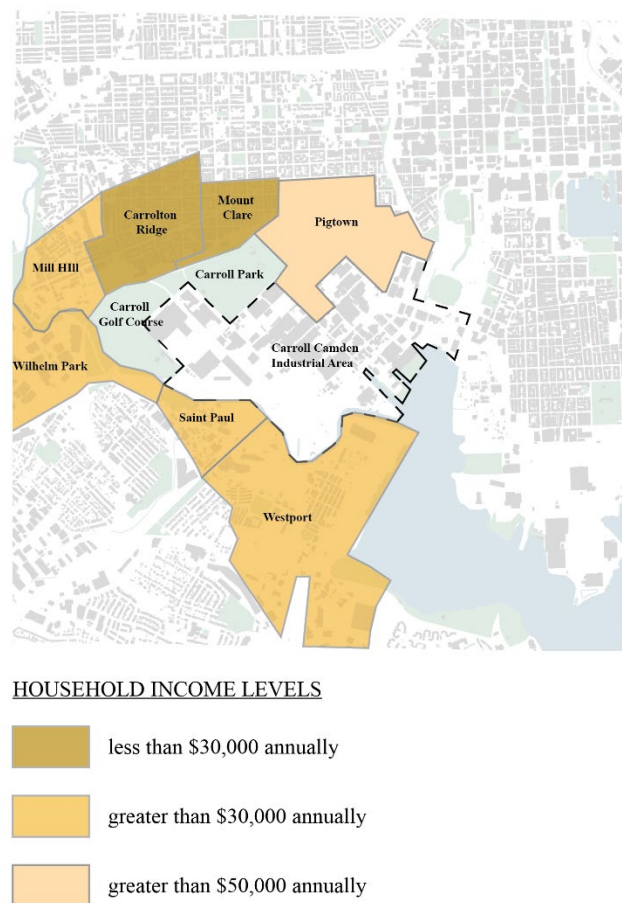 Mount
Clare
Carrolton
Ridge
Pigtown
Mill HIll
Carroll Park
Carroll
Golf Course
Carroll Camden
Industrial Area
Wilhelm Park
Saint Paul
Westport
HOUSEHOLD INCOME LEVELS
less than $30,000 annually
greater than $30,000 annually
greater than $50,000 annually